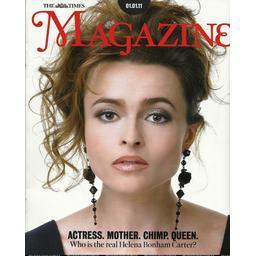 THE TIMES
01.01.11
MAGAZINE
ACTRESS. MOTHER. CHIMP. QUEEN.
Who is the real Helena Bonham Carter?